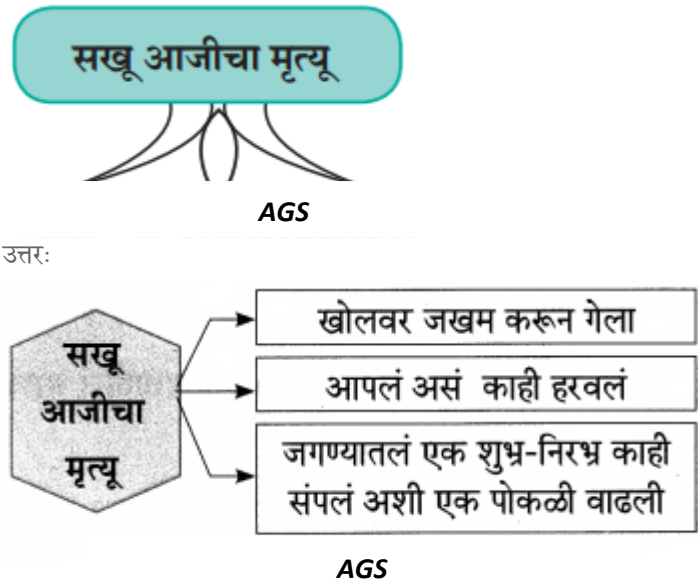 सखू आजीचा मृत्यू
AGS
उत्तरः
सखू
आजीचा
मृत्यू
खोलवर जखम करून गेला
आपलं असं काही हरवलं
जगण्यातलं एक शुभ्र-निरभ्र काही
संपलं अशी एक पोकळी वाढली
AGS